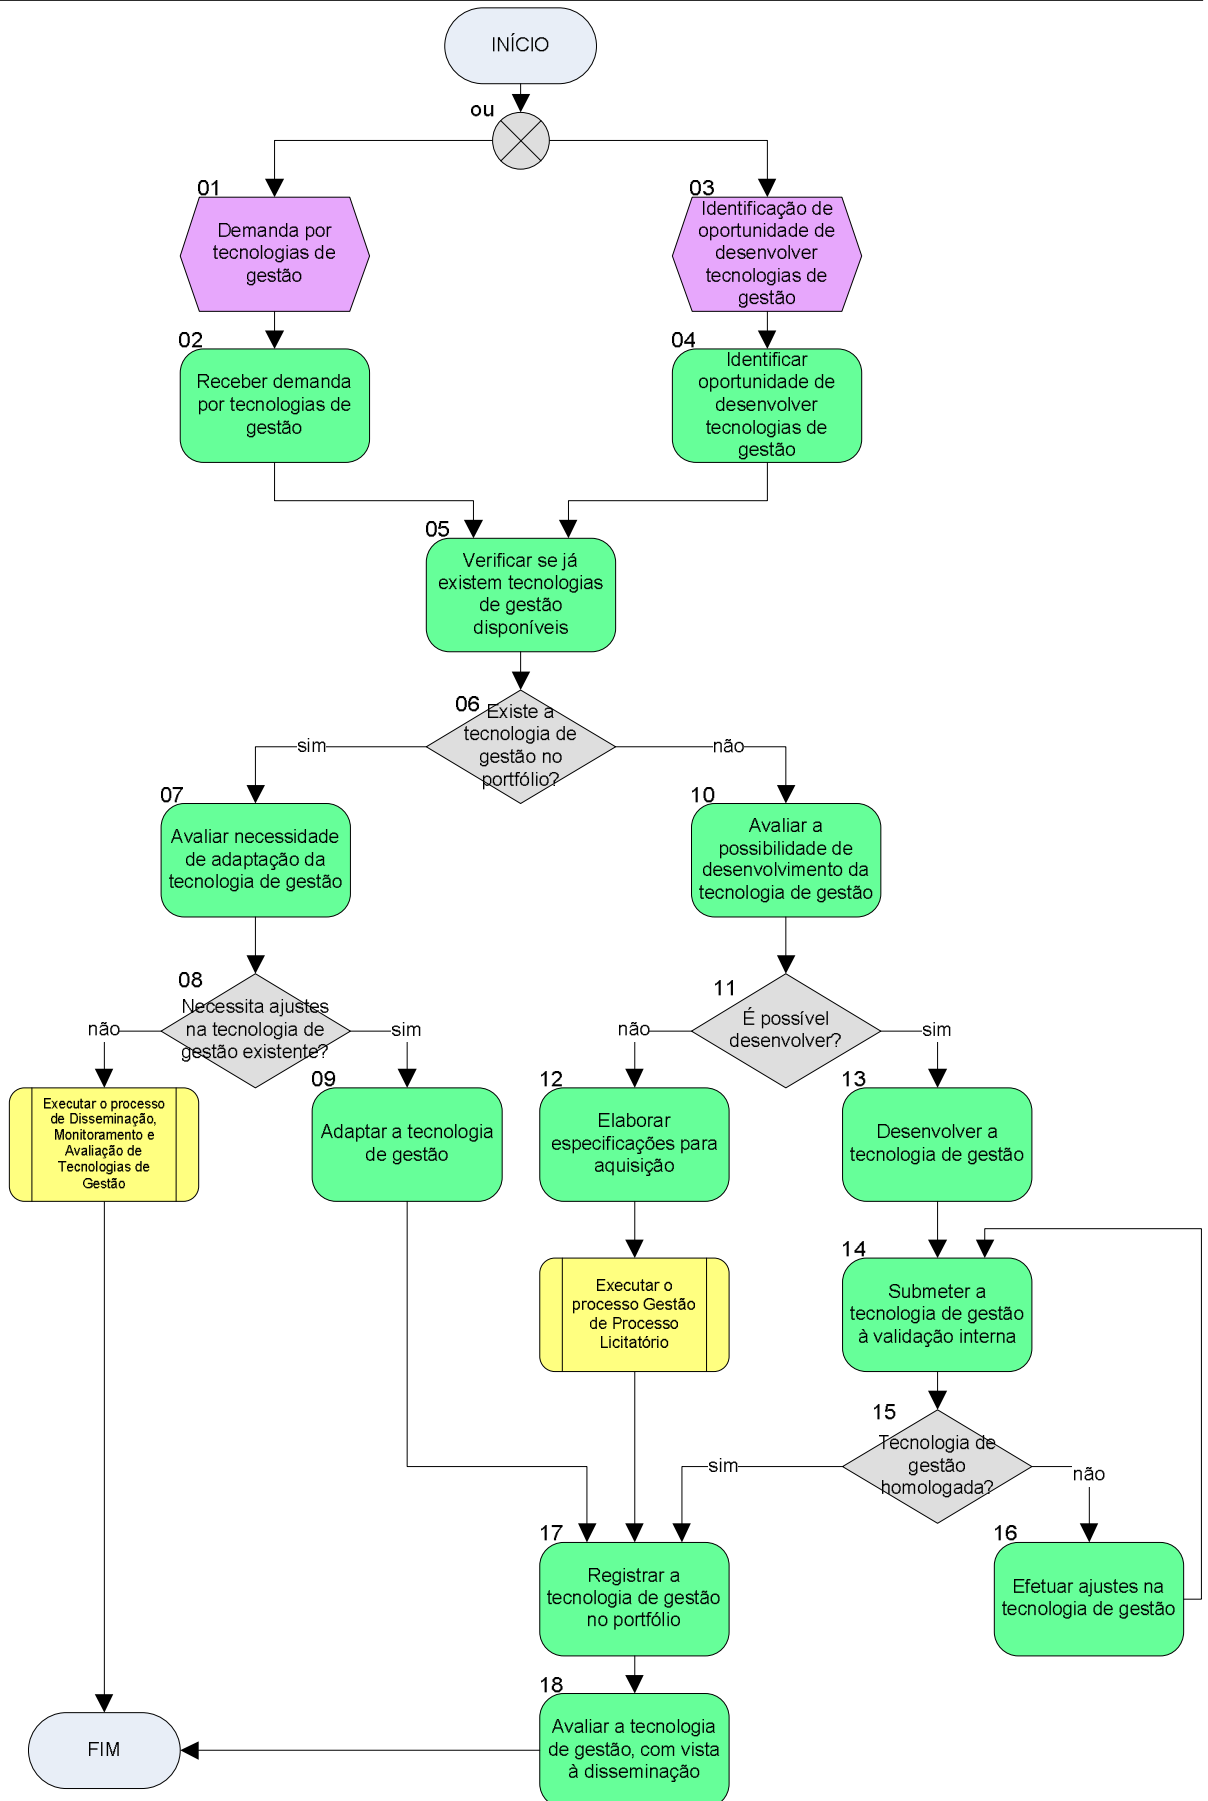 INÍCIO
ou
01
Demanda por
tecnologias de
gestão
03
Identificação de
oportunidade de
desenvolver
tecnologias de
gestão
02
Receber demanda
por tecnologias de
gestão
04
Identificar
oportunidade de
desenvolver
tecnologias de
gestão
05
Verificar se já
existem tecnologias
de gestão
disponíveis
06
Existe a
tecnologia de
gestão no
portfólio?
sim
não
07
Avaliar necessidade
de adaptação da
tecnologia de gestão
10
Avaliar a
possibilidade de
desenvolvimento da
tecnologia de gestão
08
Necessita ajustes
na tecnologia de
gestão existente?
não
sim
11
É possível
desenvolver?
não
sim
Executar o processo
de Disseminação,
Monitoramento e
Avaliação de
Tecnologias de
Gestão
09
Adaptar a tecnologia
de gestão
12
Elaborar
especificações para
aquisição
13
Desenvolver a
tecnologia de gestão
Executar o
processo Gestão
de Processo
Licitatório
14
Submeter a
tecnologia de gestão
à validação interna
15
Tecnologia de
gestão
homologada?
sim
não
17
Registrar a
tecnologia de gestão
no portfólio
16
Efetuar ajustes na
tecnologia de gestão
18
Avaliar a tecnologia
de gestão, com vista
à disseminação
FIM